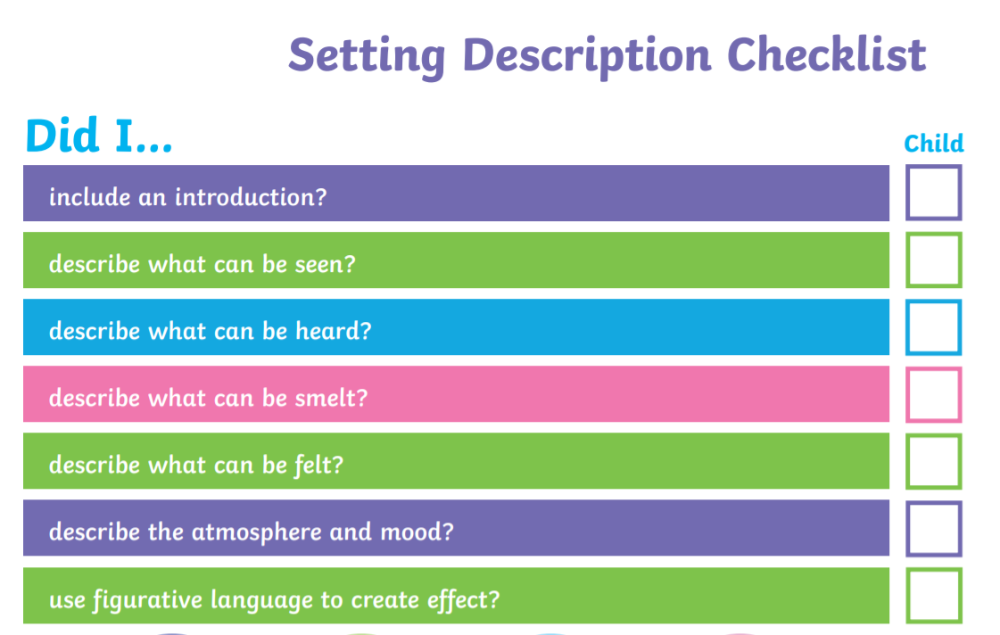 Setting Description Checklist
Did I...
Child
include an introduction?
describe what can be seen?
describe what can be heard?
describe what can be smelt?
describe what can be felt?
describe the atmosphere and mood?
use figurative language to create effect?